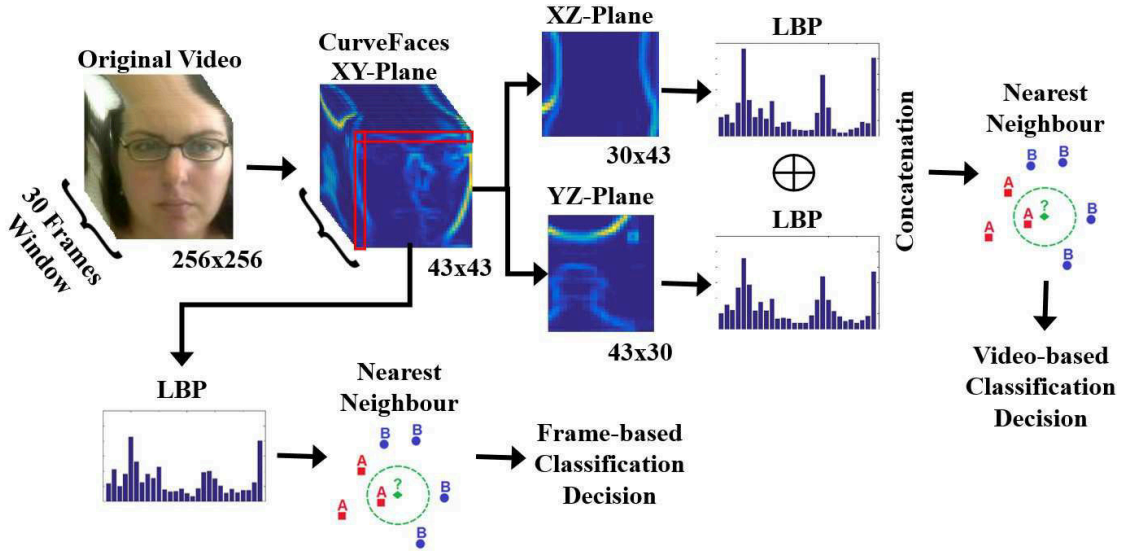 Original Video
30 Frames
Window
256x256
CurveFaces
XY-Plane
43x43
XZ-Plane
30x43
YZ-Plane
43x30
LBP
LBP
Concatenation
Nearest
Neighbour
B
B
A
?
A
A
B
B
Video-based
Classification
Decision
LBP
Nearest
Neighbour
B
B
A
?
A
A
B
B
Frame-based
Classification
Decision